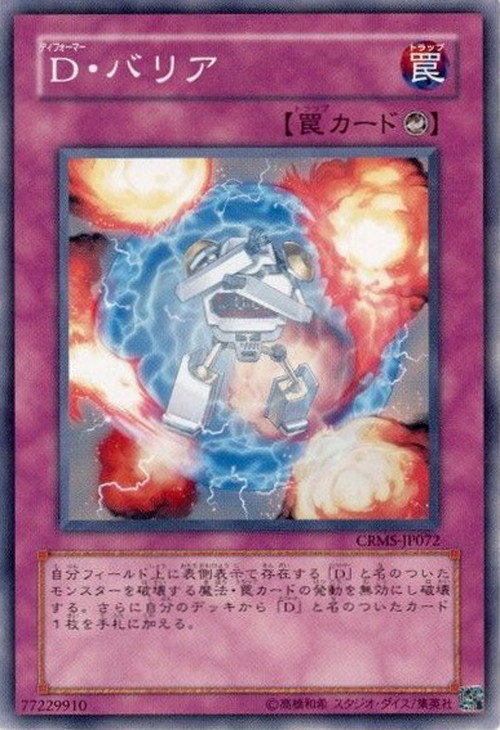 ディフォーマー
D・バリア
トラップ
罠
トラップ
【罠カード】
CRMS-JP072
自分フィールド上に表側表示で存在する「D」と名のついた
モンスターを破壊する魔法・罠カードの発動を無効にし破壊
する。さらに自分のデッキから「D」と名のついたカード
1枚を手札に加える。
77229910
©高橋和希 スタジオ・ダイス/集英社